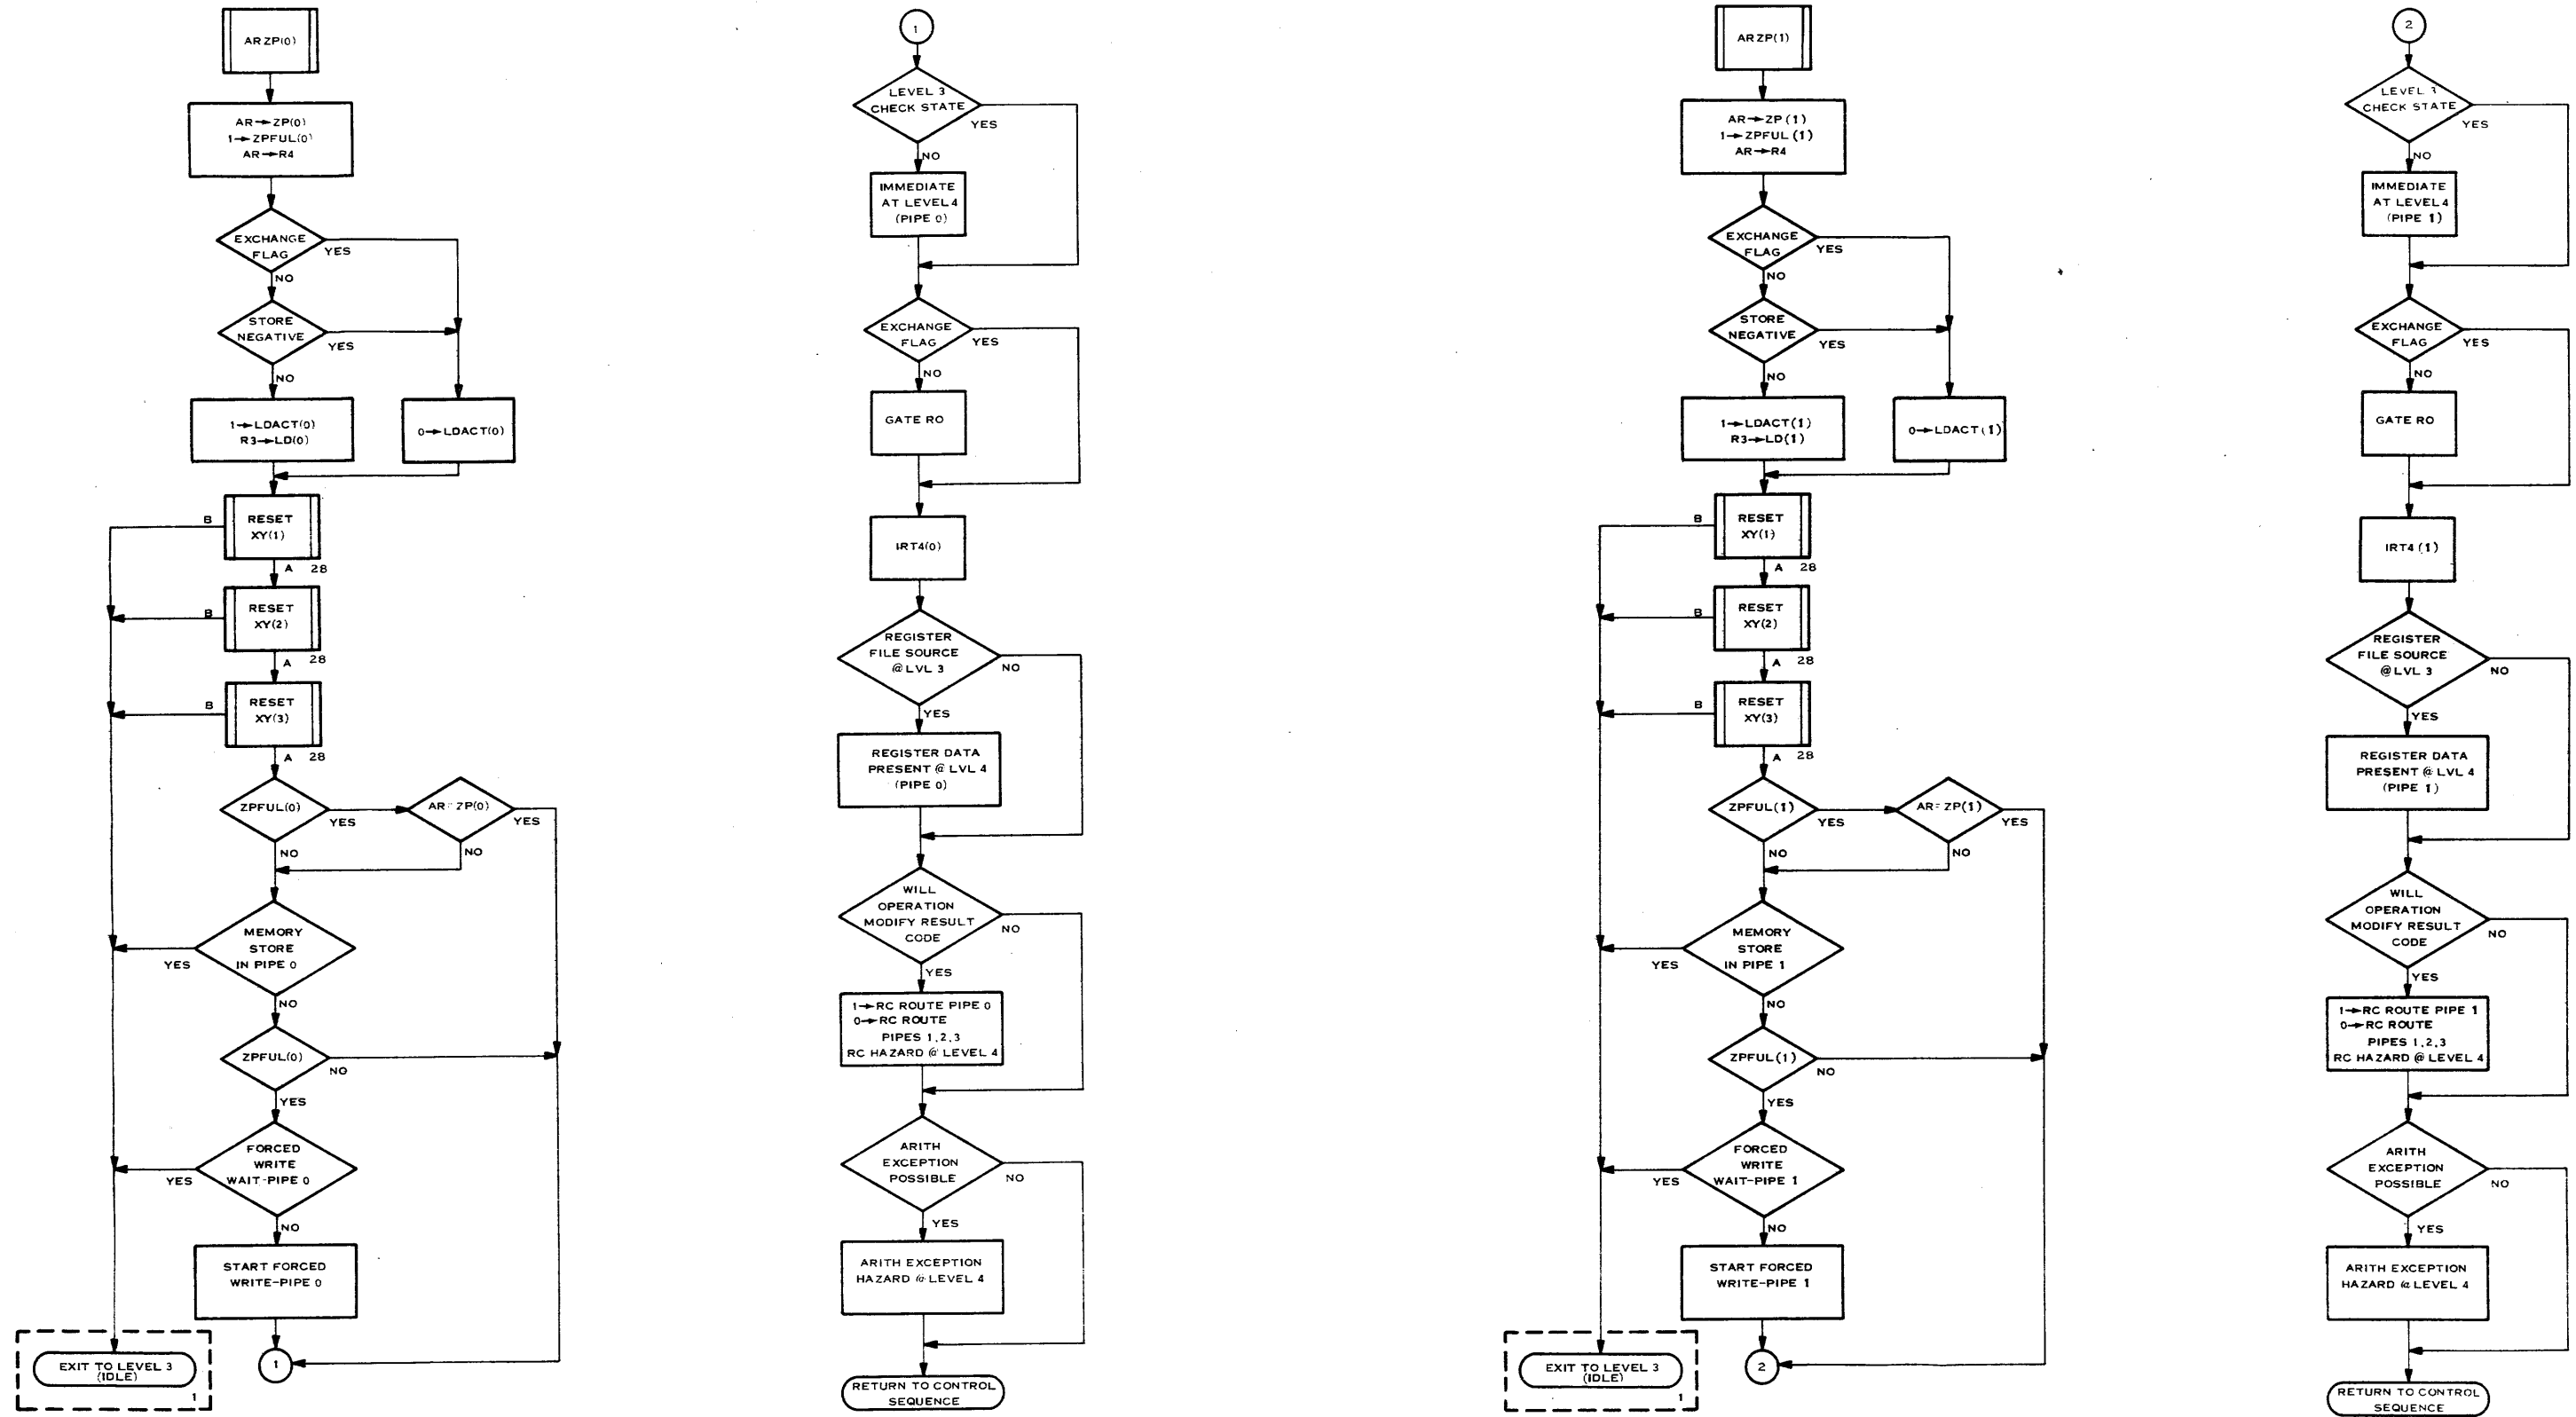 ARZP(0)
AR→ZP(0)
1→ZPFUL(0)
AR→R4
EXCHANGE
FLAG
YES
NO
STORE
NEGATIVE
YES
NO
1→LDACT(0)
R3→LD(0)
0→LDACT(0)
RESET
XY(1)
B
A 28
RESET
XY(2)
B
A 28
RESET
XY(3)
B
A 28
ZPFUL(0)
YES
NO
AR=ZP(0)
YES
NO
MEMORY
STORE
IN PIPE 0
YES
NO
ZPFUL(0)
NO
YES
FORCED
WRITE
WAIT-PIPE 0
YES
NO
START FORCED
WRITE-PIPE 0
EXIT TO LEVEL 3
(IDLE)
1
1
1
LEVEL 3
CHECK STATE
YES
NO
IMMEDIATE
AT LEVEL 4
(PIPE 0)
EXCHANGE
FLAG
YES
NO
GATE RO
IRT4(0)
REGISTER
FILE SOURCE
@ LVL 3
NO
YES
REGISTER DATA
PRESENT @ LVL 4
(PIPE 0)
WILL
OPERATION
MODIFY RESULT
CODE
NO
YES
1→RC ROUTE PIPE 0
0→RC ROUTE
PIPES 1,2,3
RC HAZARD @ LEVEL 4
ARITH
EXCEPTION
POSSIBLE
NO
YES
ARITH EXCEPTION
HAZARD @ LEVEL 4
RETURN TO CONTROL
SEQUENCE
ARZP(1)
AR→ZP(1)
1→ZPFUL(1)
AR→R4
EXCHANGE
FLAG
YES
NO
STORE
NEGATIVE
YES
NO
1→LDACT(1)
R3→LD(1)
0→LDACT(1)
RESET
XY(1)
B
A 28
RESET
XY(2)
B
A 28
RESET
XY(3)
B
A 28
ZPFUL(1)
YES
NO
AR=ZP(1)
YES
NO
MEMORY
STORE
IN PIPE 1
YES
NO
ZPFUL(1)
NO
YES
FORCED
WRITE
WAIT-PIPE 1
YES
NO
START FORCED
WRITE-PIPE 1
EXIT TO LEVEL 3
(IDLE)
1
2
2
LEVEL 3
CHECK STATE
YES
NO
IMMEDIATE
AT LEVEL 4
(PIPE 1)
EXCHANGE
FLAG
YES
NO
GATE RO
IRT4(1)
REGISTER
FILE SOURCE
@ LVL 3
NO
YES
REGISTER DATA
PRESENT @ LVL 4
(PIPE 1)
WILL
OPERATION
MODIFY RESULT
CODE
NO
YES
1→RC ROUTE PIPE 1
0→RC ROUTE
PIPES 1,2,3
RC HAZARD @ LEVEL 4
ARITH
EXCEPTION
POSSIBLE
NO
YES
ARITH EXCEPTION
HAZARD @ LEVEL 4
RETURN TO CONTROL
SEQUENCE